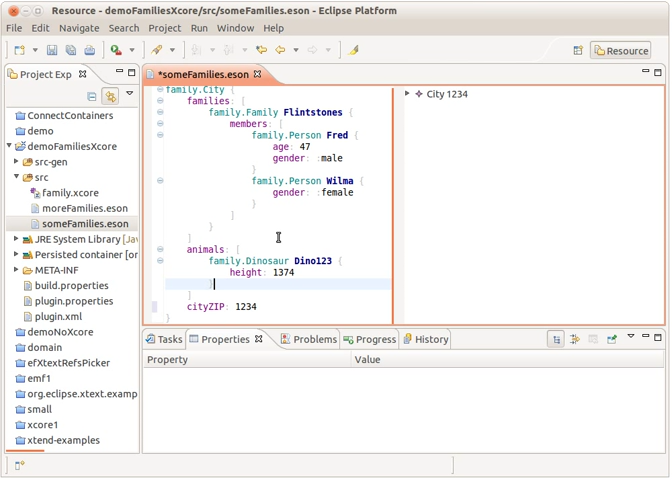 Resource - demoFamiliesXcore/src/someFamilies.eson - Eclipse Platform
File Edit Navigate Search Project Run Eson Window Help
Resource
Project Exp
ConnectContainers
demo
demoFamiliesXcore
src-gen
src
family.xcore
moreFamilies.eson
someFamilies.eson
JRE System Library [Jav
Persisted container [or
META-INF
build.properties
plugin.properties
plugin.xml
demoNoXcore
domain
efXtextRefsPicker
emf1
org.eclipse.xtext.examp
small
xcore1
xtend-examples
*someFamilies.eson
family.City {
families: [
family.Family Flintstones {
members: [
family.Person Fred {
age: 47
gender: :male
}
family.Person Wilma {
gender: :female
}
]
}
]
animals: [
family.Dinosaur Dino123 {
height: 1374
}
]
cityZIP: 1234
}
City 1234
Tasks Properties Problems Progress History
Property Value